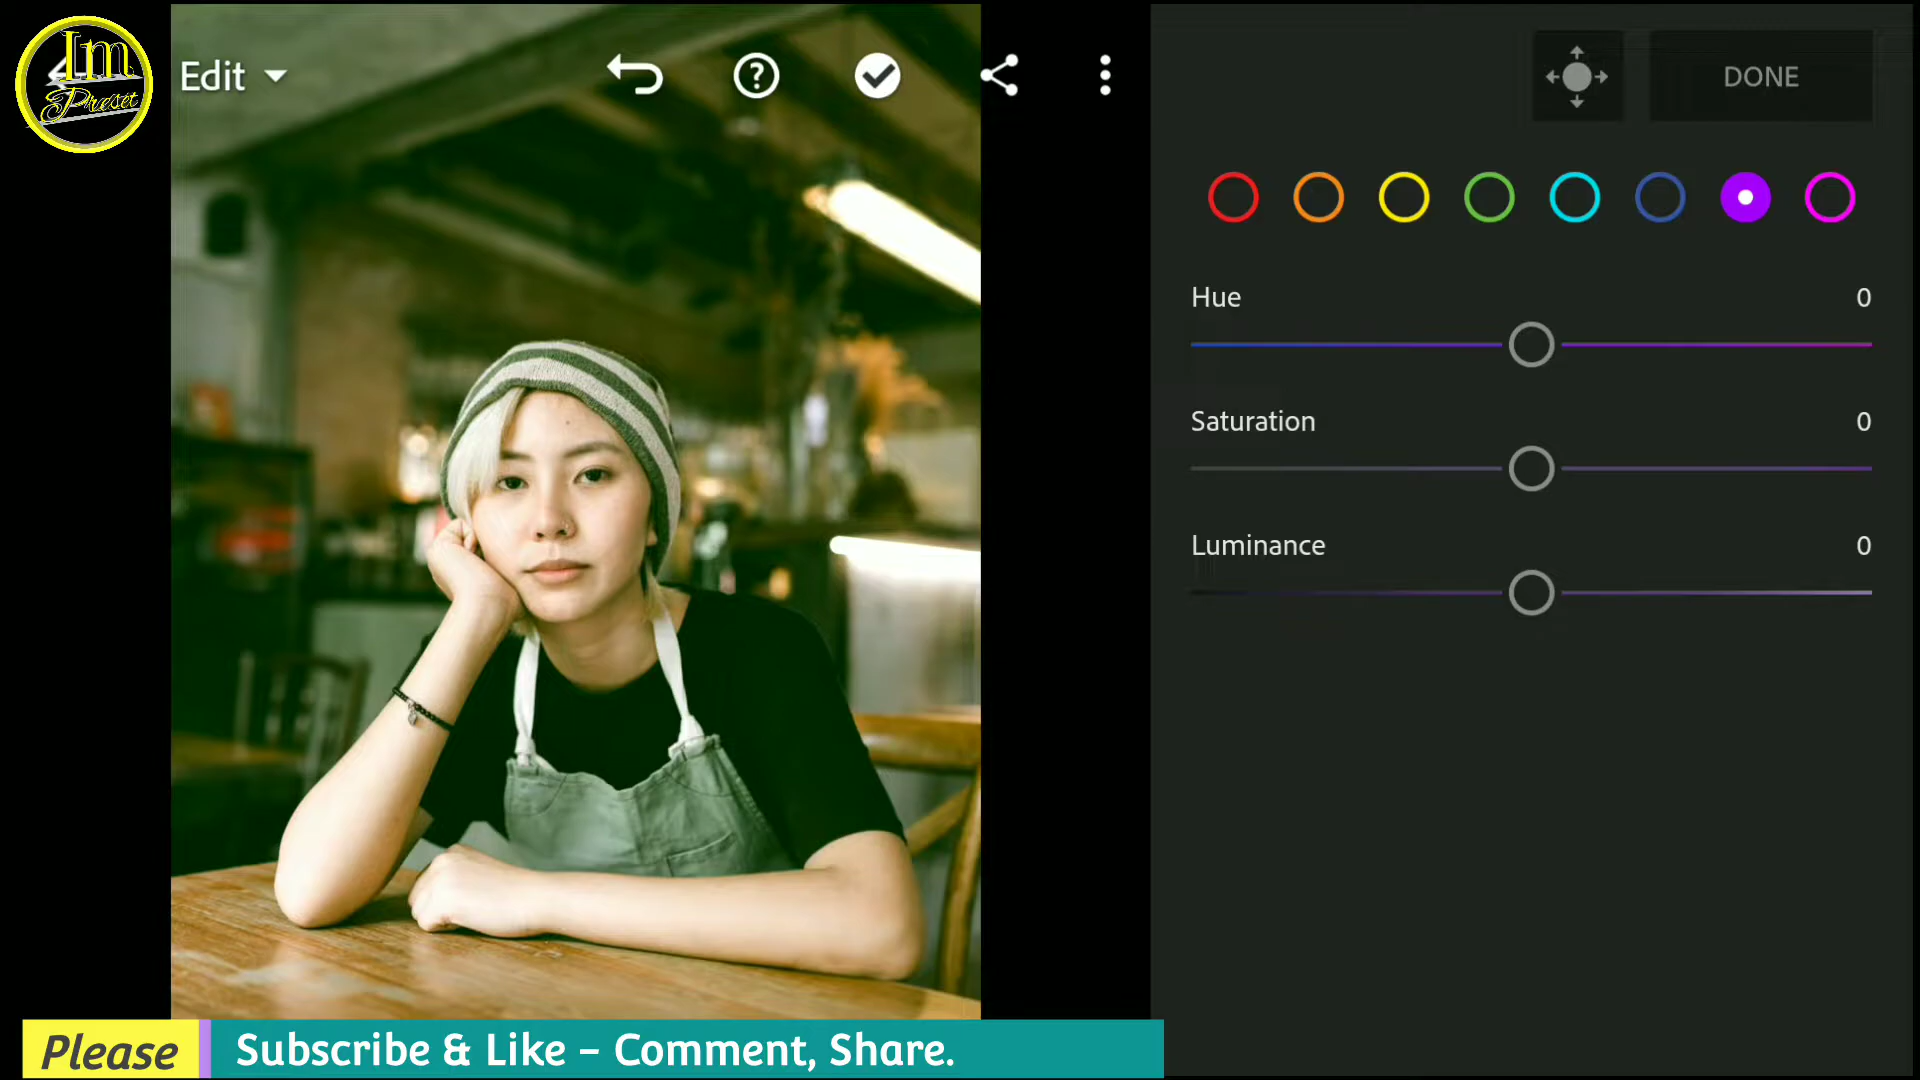 Im
Preset
Edit
DONE
Hue 0
Saturation 0
Luminance 0
Please
Subscribe & Like - Comment, Share.